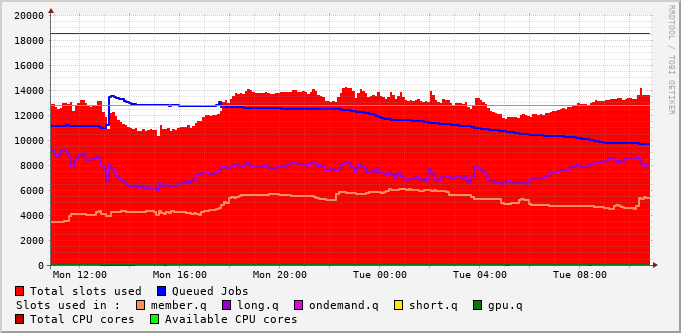 20000
18000
16000
14000
12000
10000
8000
6000
4000
2000
0
Mon 12:00 Mon 16:00 Mon 20:00 Tue 00:00 Tue 04:00 Tue 08:00
RRDTOOL / TOBI OETIKER
Total slots used Queued Jobs
Slots used in : member.q long.q ondemand.q short.q gpu.q
Total CPU cores Available CPU cores